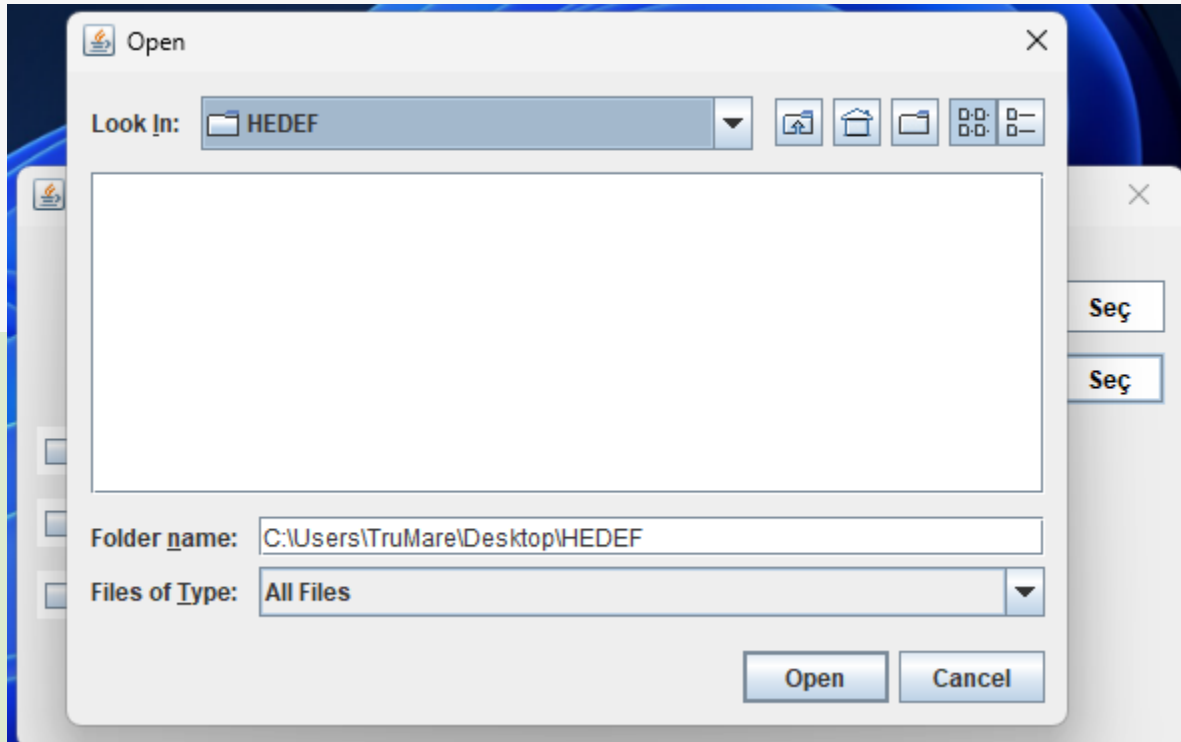 Open
Look In: HEDEF
Seç
Seç
Folder name: C:\Users\TruMare\Desktop\HEDEF
Files of Type: All Files
Open Cancel